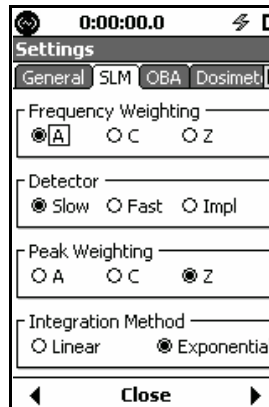 0:00:00.0
Settings
General SLM OBA Dosimet
Frequency Weighting
A C Z
Detector
Slow Fast Impl
Peak Weighting
A C Z
Integration Method
Linear Exponentia
Close